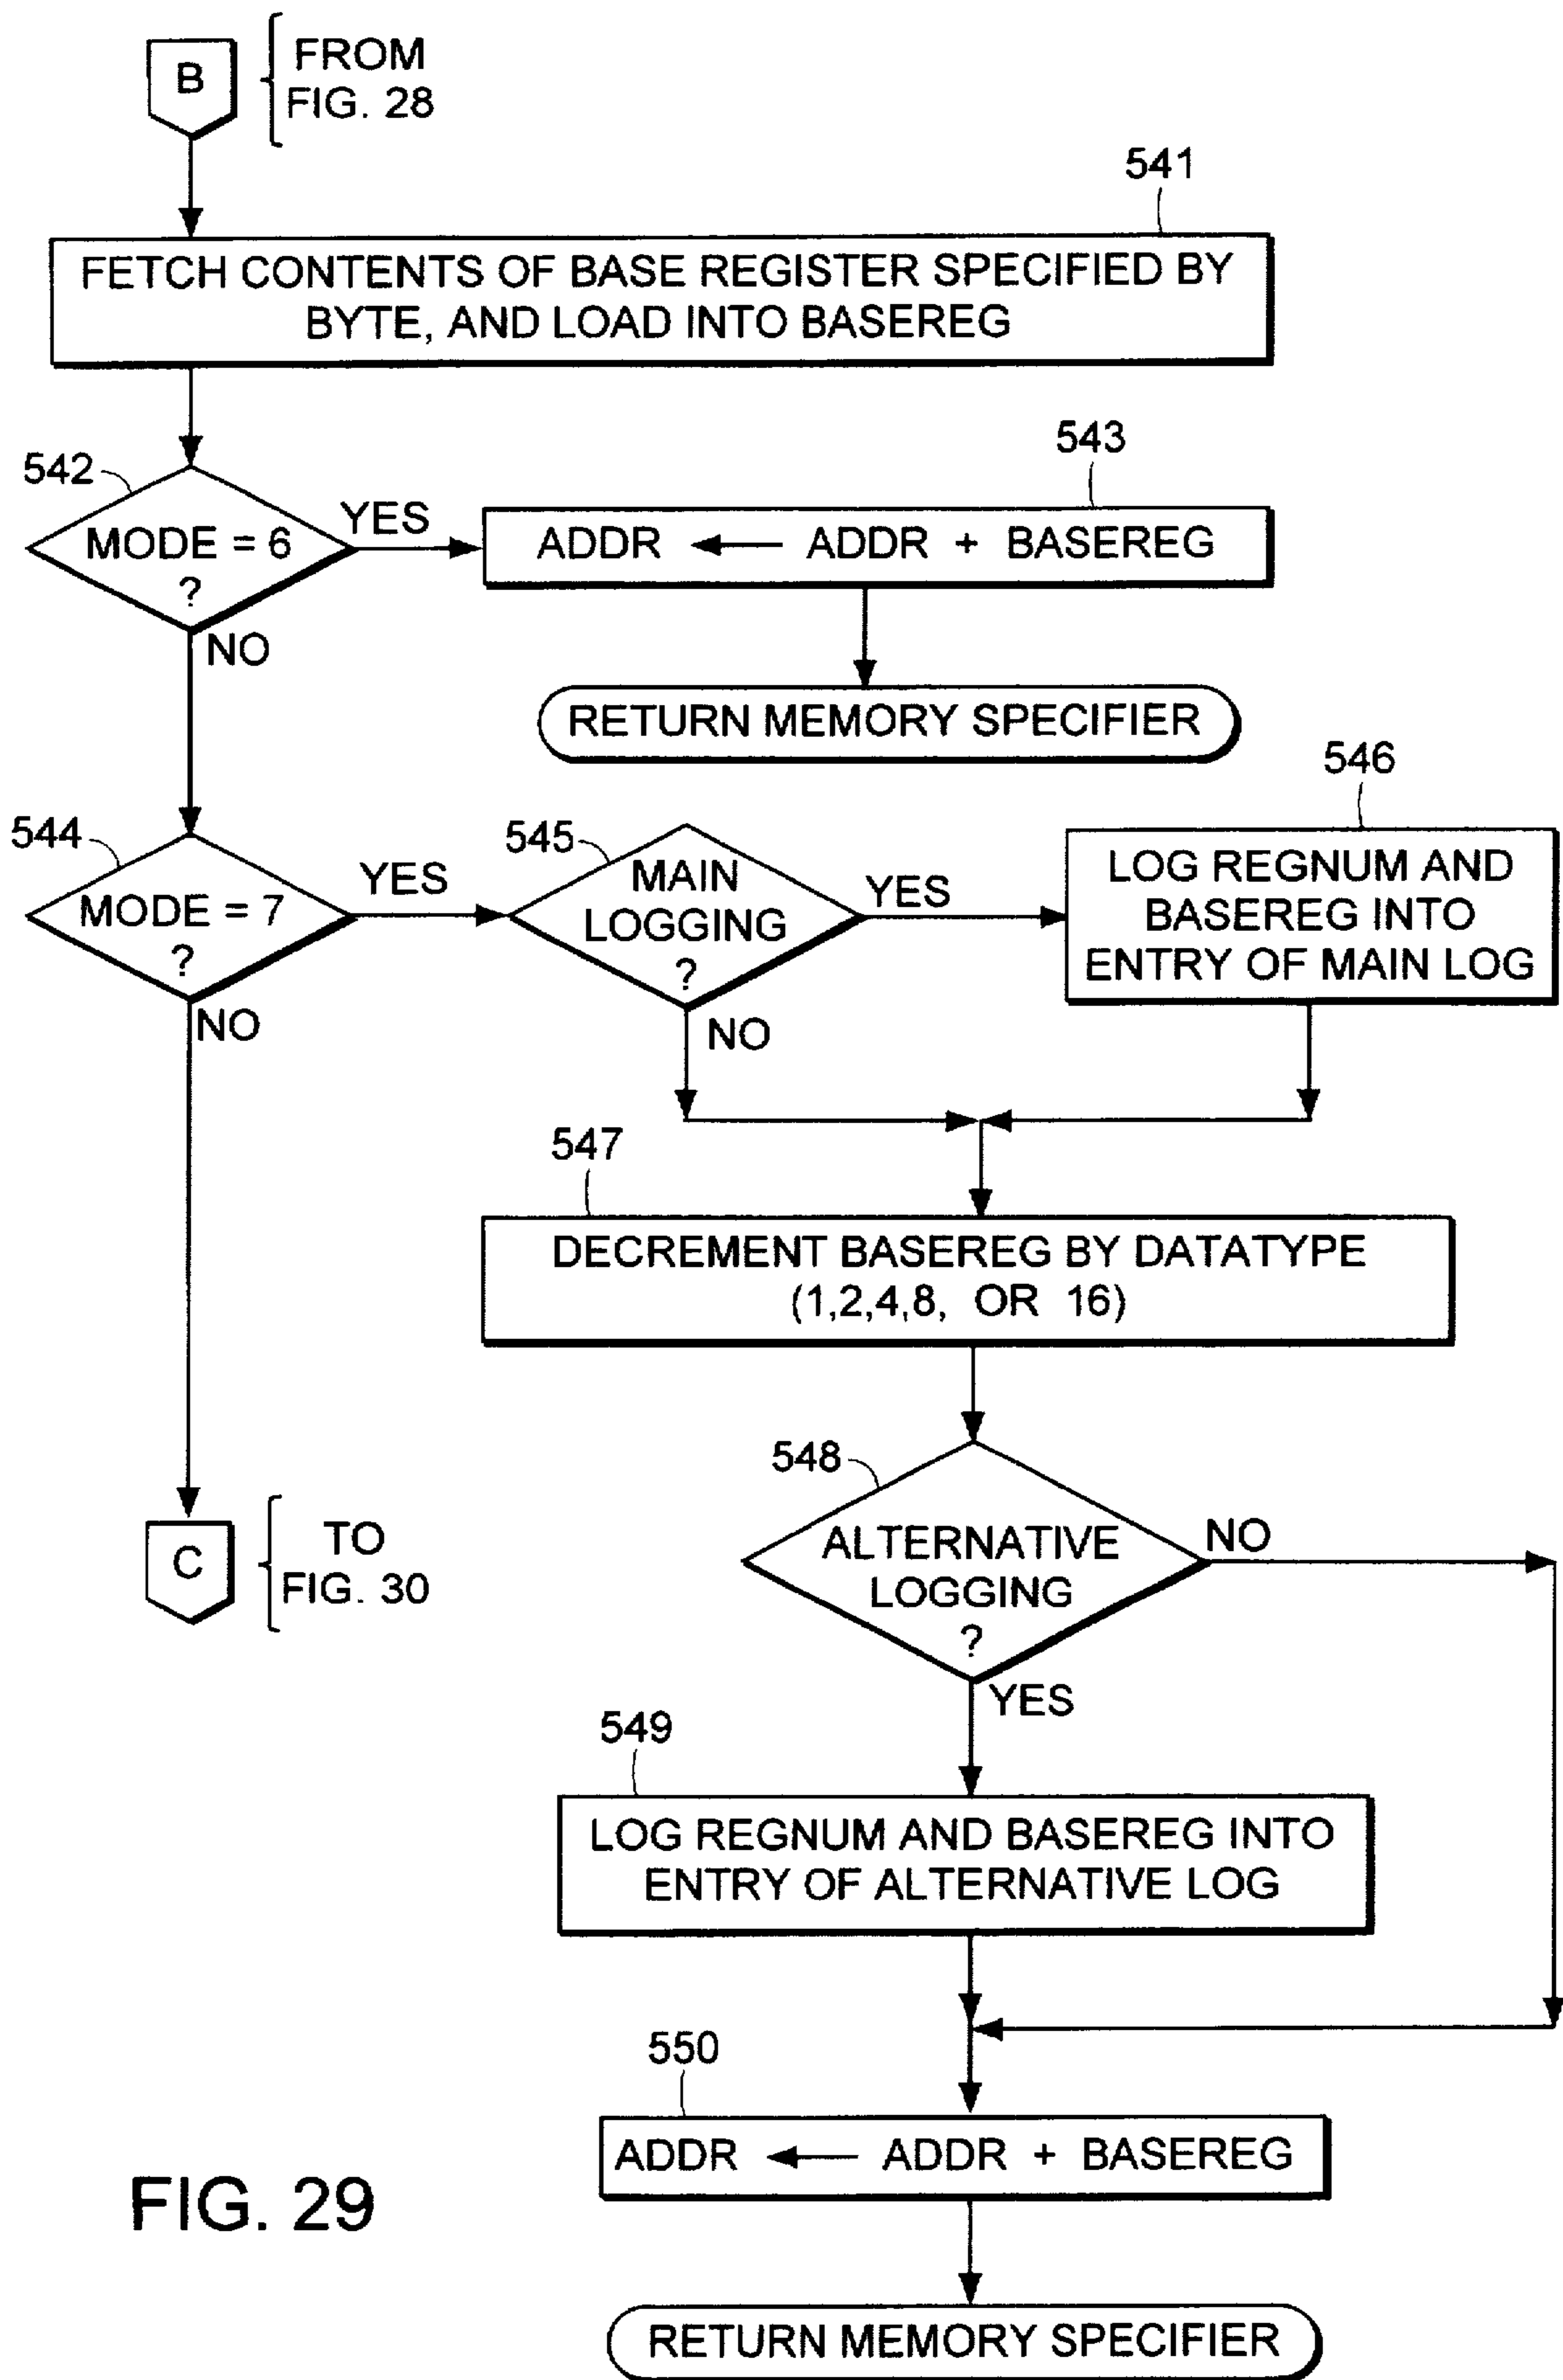 B
FROM
FIG. 28
541
FETCH CONTENTS OF BASE REGISTER SPECIFIED BY
BYTE, AND LOAD INTO BASEREG
542
MODE = 6
?
YES
NO
543
ADDR ← ADDR + BASEREG
RETURN MEMORY SPECIFIER
544
MODE = 7
?
YES
NO
545
MAIN
LOGGING
?
YES
NO
546
LOG REGNUM AND
BASEREG INTO
ENTRY OF MAIN LOG
547
DECREMENT BASEREG BY DATATYPE
(1,2,4,8, OR 16)
548
ALTERNATIVE
LOGGING
?
NO
YES
C
TO
FIG. 30
549
LOG REGNUM AND BASEREG INTO
ENTRY OF ALTERNATIVE LOG
550
ADDR ← ADDR + BASEREG
RETURN MEMORY SPECIFIER
FIG. 29